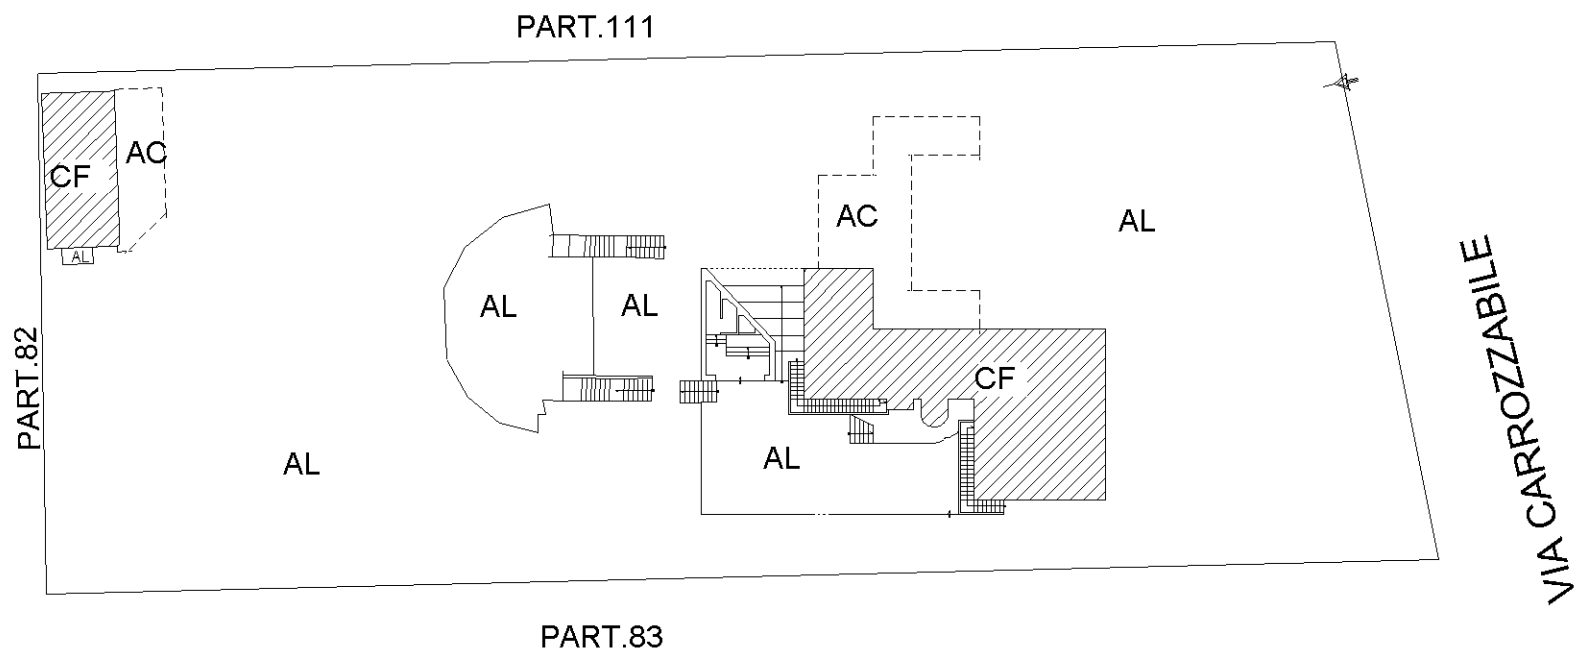 PART.111
AC
CF
AL
AC
AL
AL
AL
CF
AL
AL
PART.82
VIA CARROZZABILE
PART.83